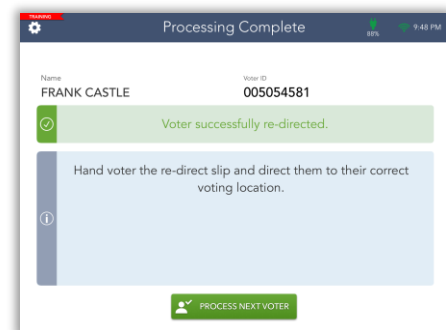 TRAINING
Processing Complete
88%
9:48 PM
Name
Voter ID
FRANK CASTLE
005054581
Voter successfully re-directed.
Hand voter the re-direct slip and direct them to their correct
voting location.
PROCESS NEXT VOTER